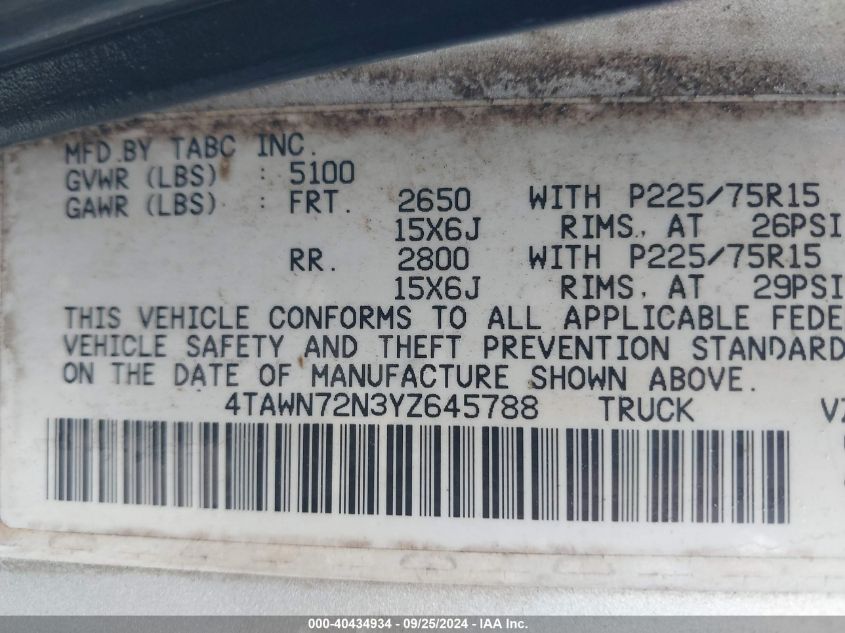 MFD.BY TABC INC.
GVWR (LBS) : 5100
GAWR (LBS) : FRT. 2650 WITH P225/75R15
15X6J RIMS, AT 26PSI
RR. 2800 WITH P225/75R15
15X6J RIMS, AT 29PSI
THIS VEHICLE CONFORMS TO ALL APPLICABLE FEDE
VEHICLE SAFETY AND THEFT PREVENTION STANDARD
ON THE DATE OF MANUFACTURE SHOWN ABOVE.
4TAWN72N3YZ645788 TRUCK VZ
000-40434934 - 09/25/2024 - IAA Inc.